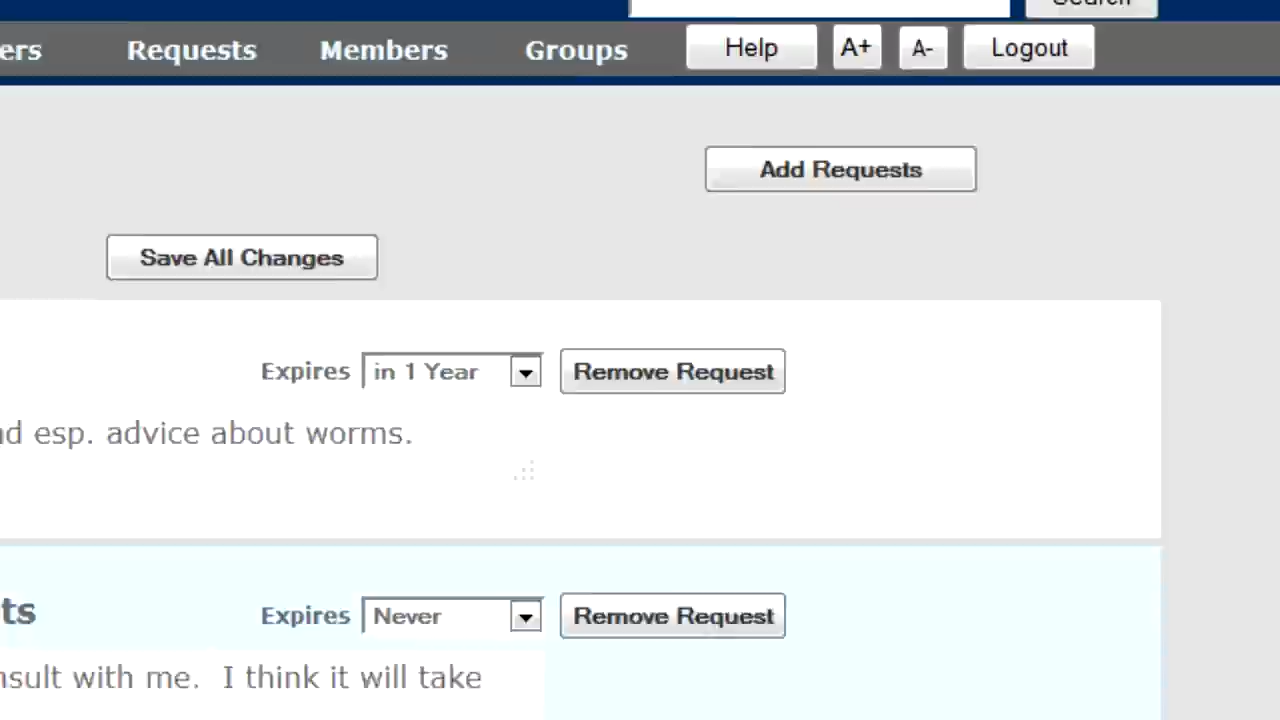 Search
ers Requests Members Groups Help A+ A- Logout
Add Requests
Save All Changes
Expires in 1 Year Remove Request
nd esp. advice about worms.
ts Expires Never Remove Request
nsult with me. I think it will take